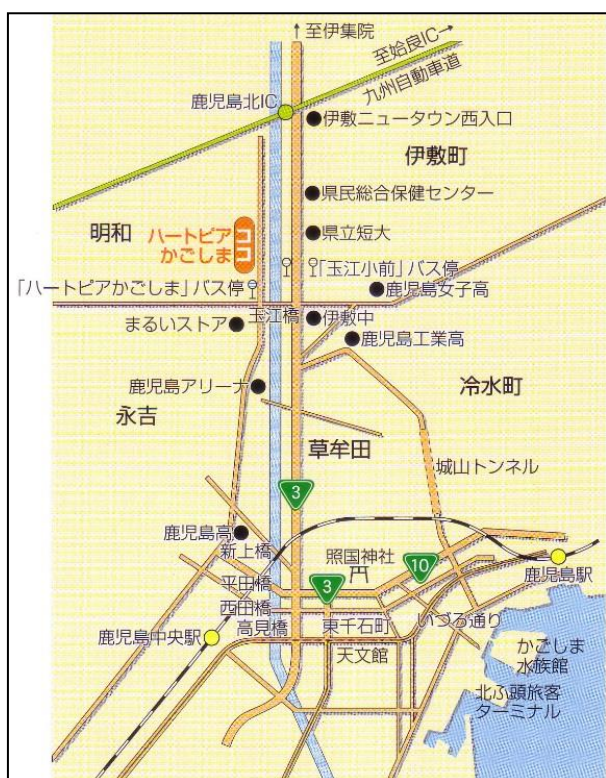 ↑至伊集院
至姶良IC→
九州自動車道
鹿児島北IC
伊敷ニュータウン西入口
伊敷町
県民総合保健センター
明和
ハートピア
かごしま
ココ
県立短大
「ハートピアかごしま」バス停
「玉江小前」バス停
鹿児島女子高
玉江橋
まるいストア
伊敷中
鹿児島工業高
鹿児島アリーナ
冷水町
永吉
草牟田
城山トンネル
3
鹿児島高
新上橋
照国神社
10
鹿児島駅
平田橋
3
西田橋
東千石町
いづろ通り
鹿児島中央駅
高見橋
天文館
かごしま
水族館
北ふ頭旅客
ターミナル